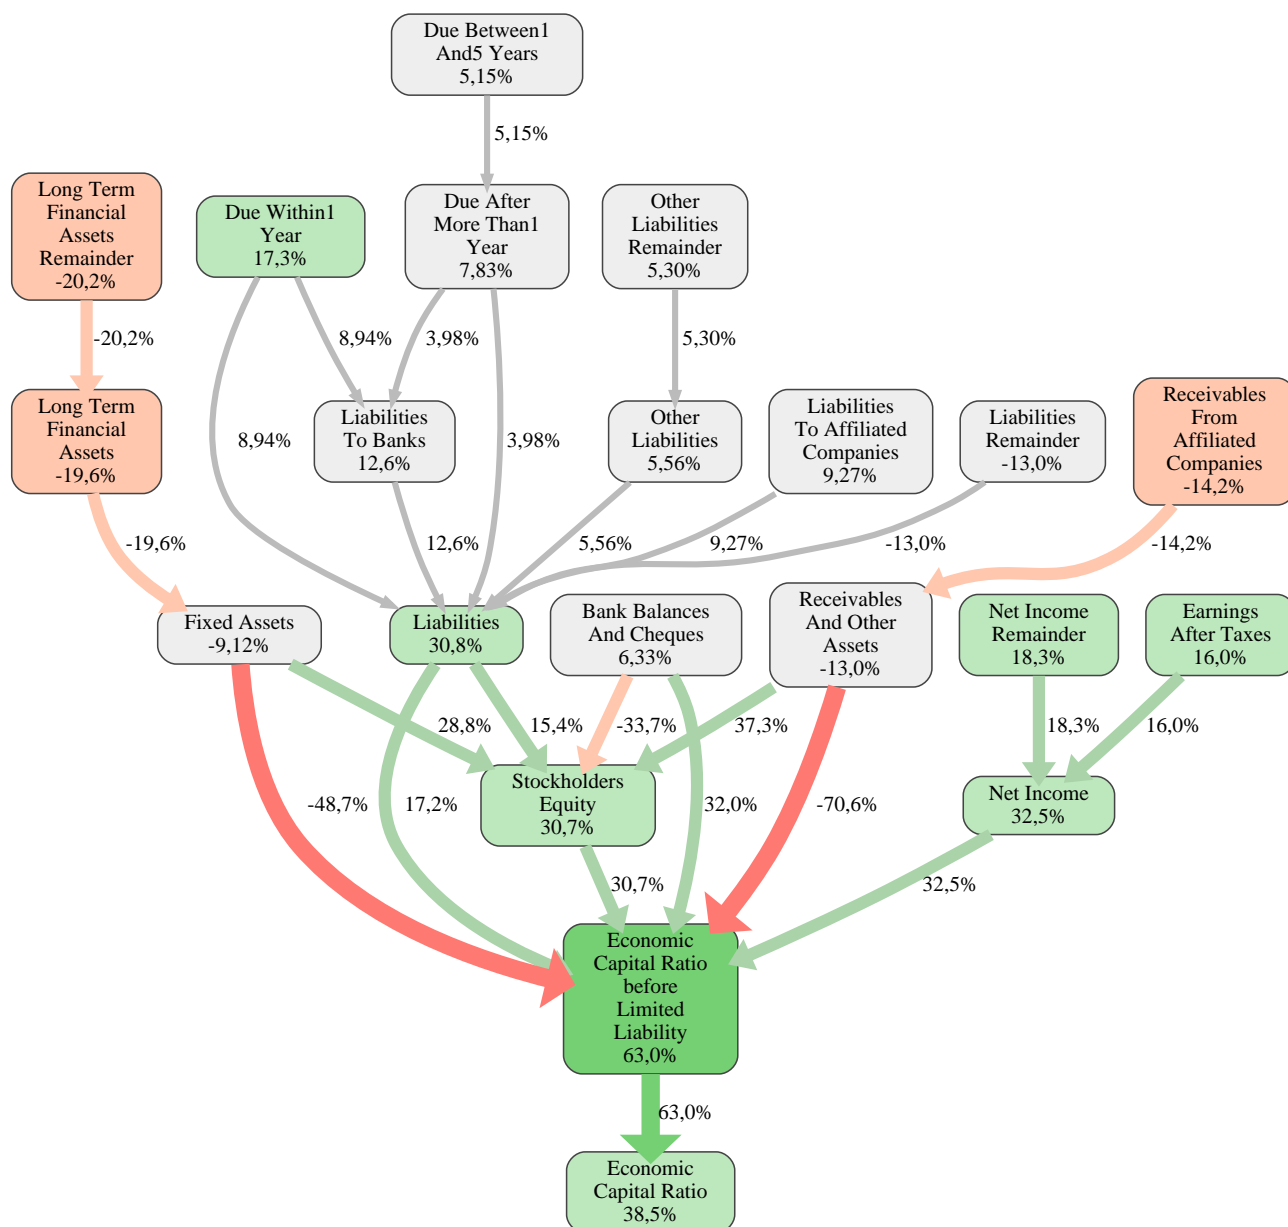 Due Between1
And5 Years
5,15%
5,15%
Long Term
Financial
Assets
Remainder
-20,2%
Due Within1
Year
17,3%
Due After
More Than1
Year
7,83%
Other
Liabilities
Remainder
5,30%
-20,2%
8,94%
3,98%
5,30%
Long Term
Financial
Assets
-19,6%
8,94%
Liabilities
To Banks
12,6%
3,98%
Other
Liabilities
5,56%
Liabilities
To Affiliated
Companies
9,27%
Liabilities
Remainder
-13,0%
Receivables
From
Affiliated
Companies
-14,2%
-19,6%
12,6%
5,56%
9,27%
-13,0%
-14,2%
Fixed Assets
-9,12%
Liabilities
30,8%
Bank Balances
And Cheques
6,33%
Receivables
And Other
Assets
-13,0%
Net Income
Remainder
18,3%
Earnings
After Taxes
16,0%
28,8%
15,4%
-33,7%
37,3%
18,3%
16,0%
-48,7%
17,2%
Stockholders
Equity
30,7%
32,0%
-70,6%
Net Income
32,5%
30,7%
32,5%
Economic
Capital Ratio
before
Limited
Liability
63,0%
63,0%
Economic
Capital Ratio
38,5%